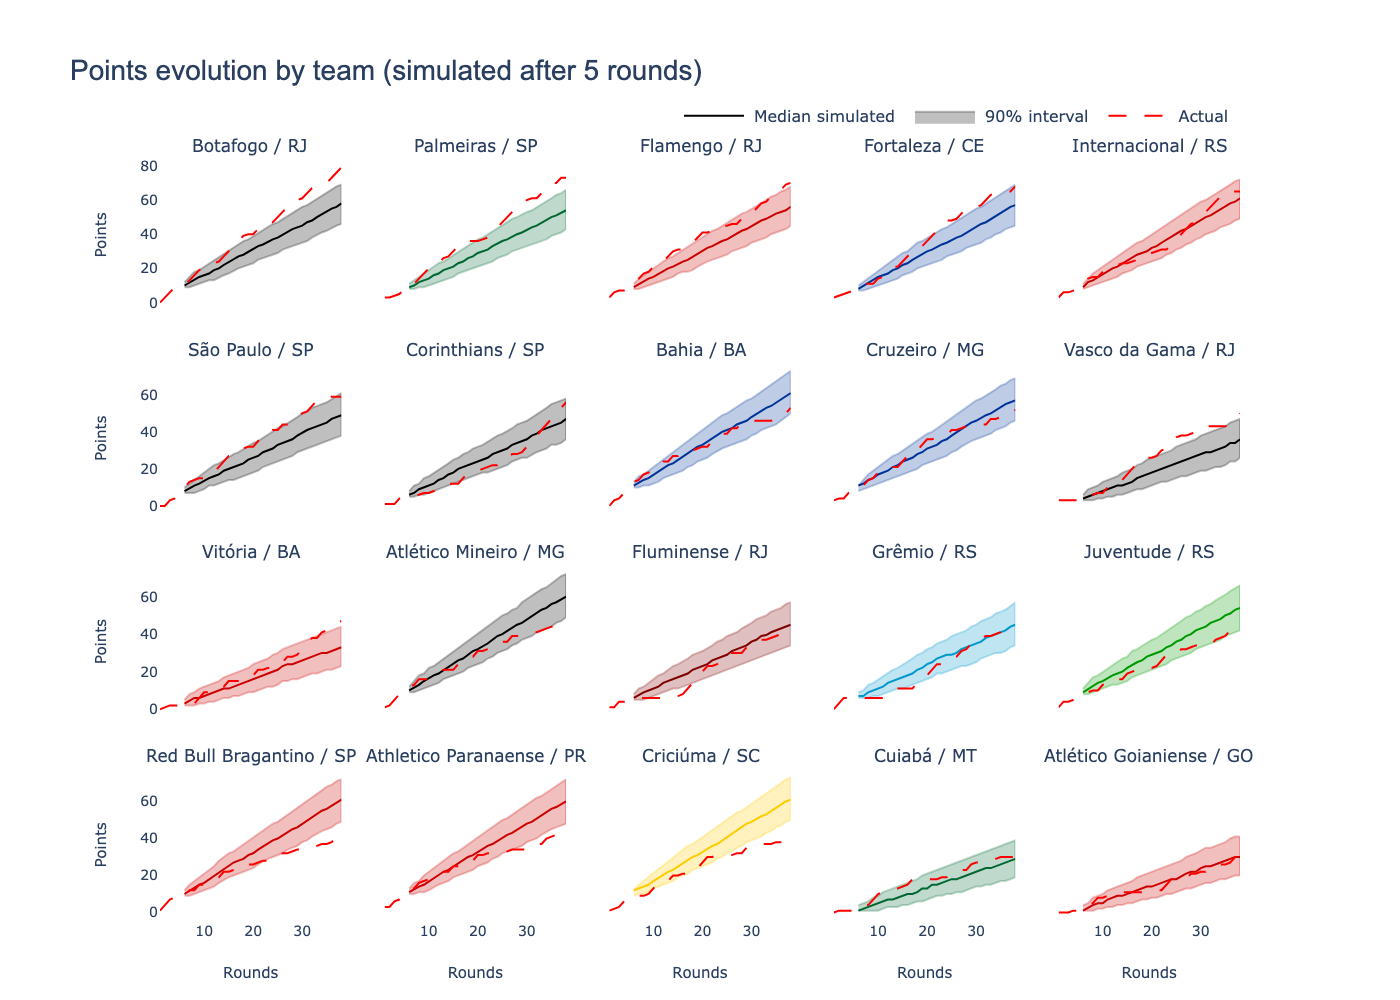 Points evolution by team (simulated after 5 rounds)
Median simulated 90% interval Actual
Botafogo / RJ Palmeiras / SP Flamengo / RJ Fortaleza / CE Internacional / RS
80
60
40
20
0
Points
São Paulo / SP Corinthians / SP Bahia / BA Cruzeiro / MG Vasco da Gama / RJ
60
40
20
0
Points
Vitória / BA Atlético Mineiro / MG Fluminense / RJ Grêmio / RS Juventude / RS
60
40
20
0
Points
Red Bull Bragantino / SP Athletico Paranaense / PR Criciúma / SC Cuiabá / MT Atlético Goianiense / GO
60
40
20
0
Points
10 20 30 10 20 30 10 20 30 10 20 30 10 20 30
Rounds Rounds Rounds Rounds Rounds